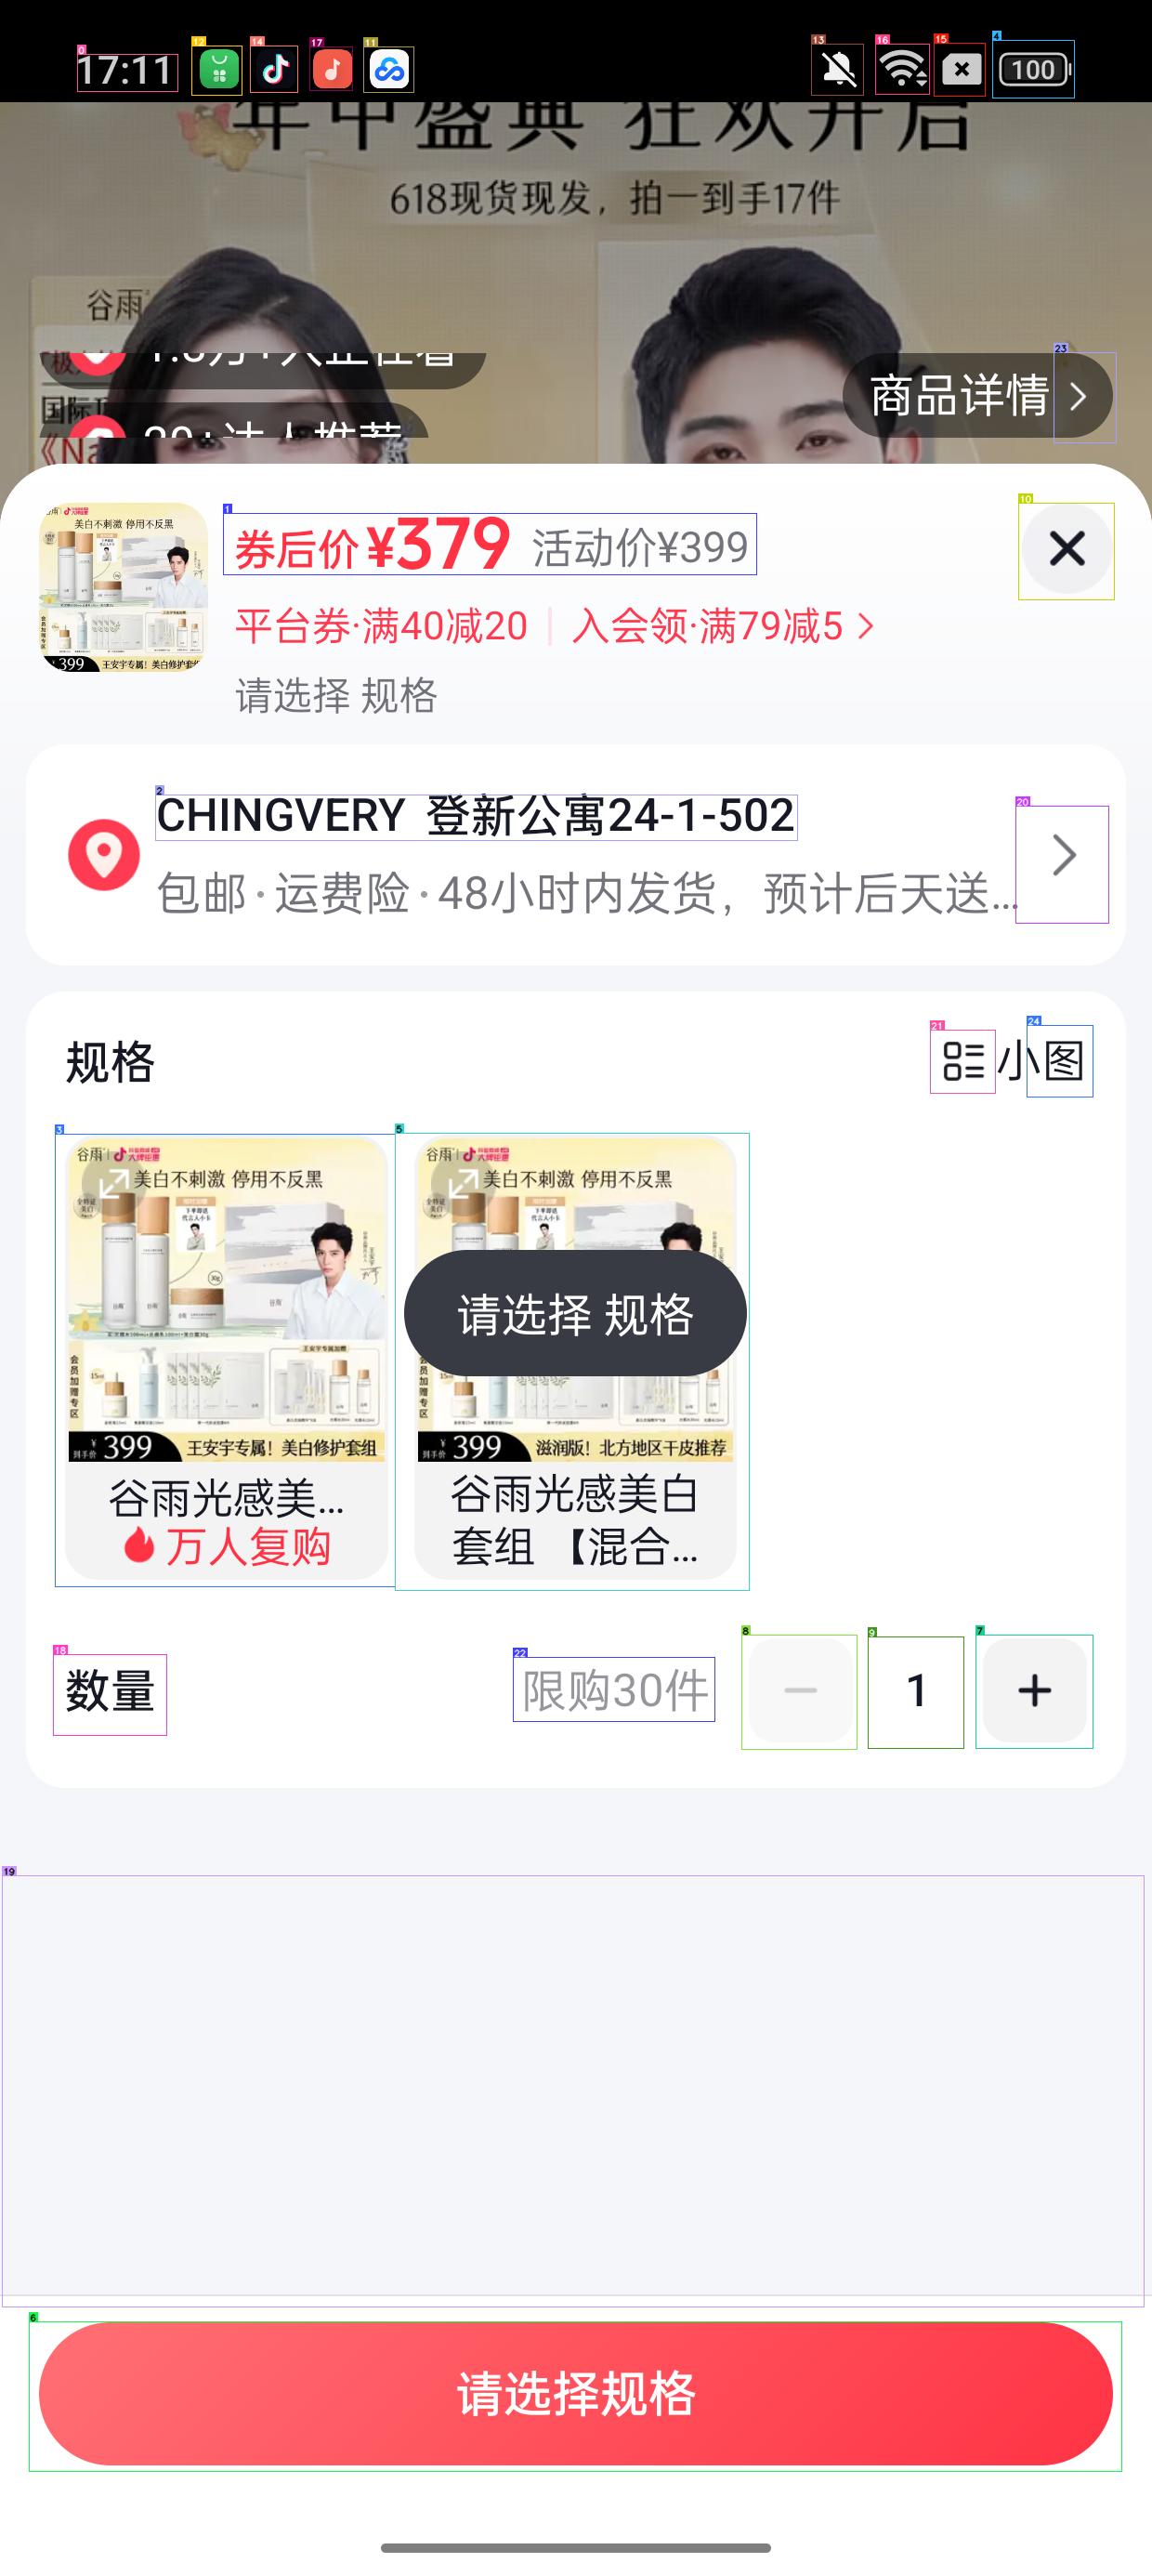 17:11
100
年中盛典 狂欢开启
618现货现发，拍一到手17件
谷雨
国际
《Na
商品详情
券后价 ¥379 活动价¥399
平台券·满40减20 入会领·满79减5
请选择 规格
CHINGVERY 登新公寓24-1-502
包邮·运费险·48小时内发货，预计后天送...
规格
小图
谷雨
美白不刺激 停用不反黑
399 王安宇专属！美白修护套组
谷雨光感美...
万人复购
谷雨
美白不刺激 停用不反黑
请选择 规格
399 滋润版！北方地区干皮推荐
谷雨光感美白
套组 【混合...
数量
限购30件
1
请选择规格